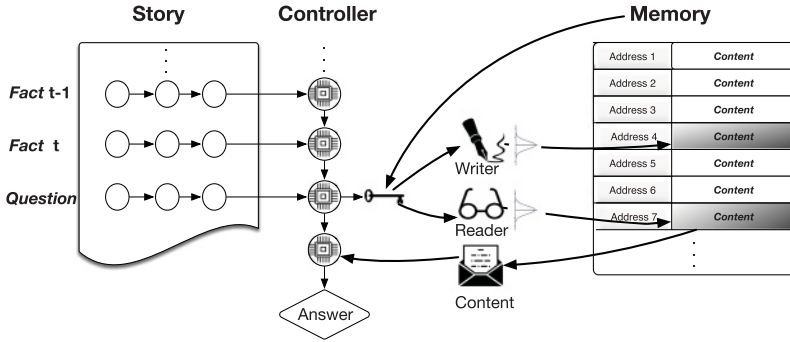 Story
Controller
Memory
Fact t-1
Fact t
Question
Writer
Reader
Content
Answer
Address 1 Content
Address 2 Content
Address 3 Content
Address 4 Content
Address 5 Content
Address 6 Content
Address 7 Content